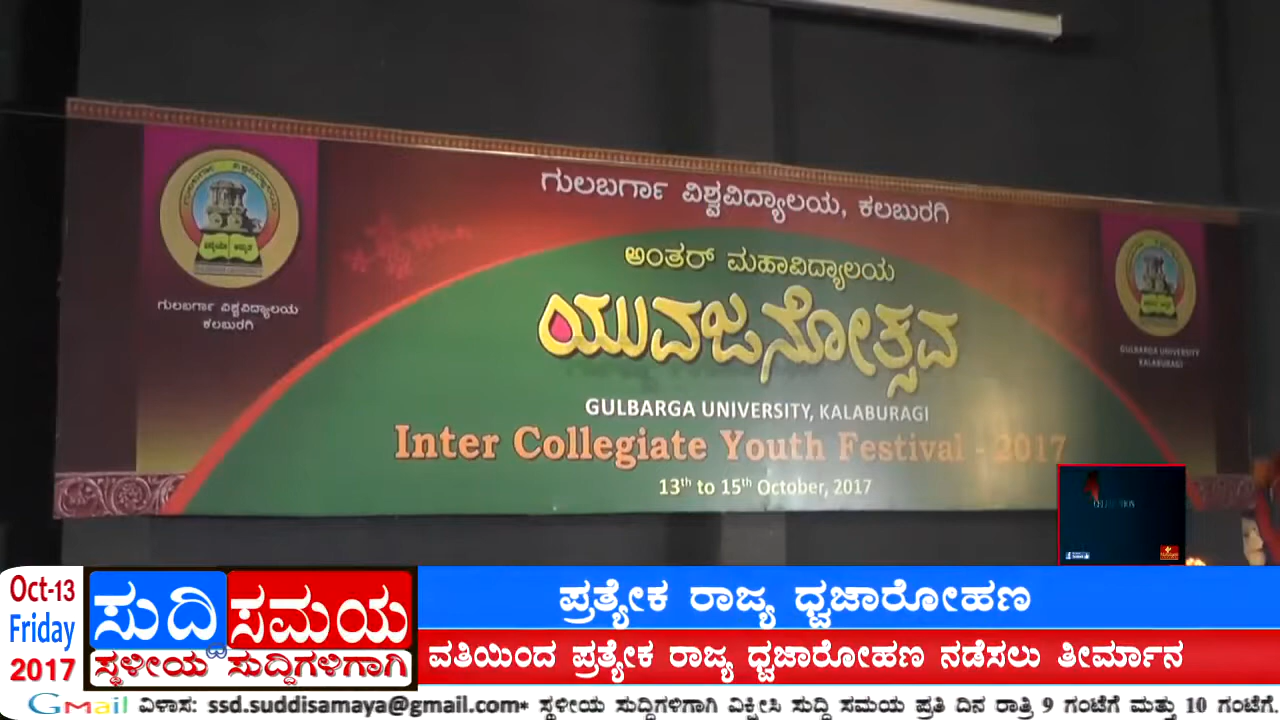 ಗುಲಬರ್ಗಾ ವಿಶ್ವವಿದ್ಯಾಲಯ, ಕಲಬುರಗಿ
ಅಂತರ್ ಮಹಾವಿದ್ಯಾಲಯ
ಯುವಜನೋತ್ಸವ
GULBARGA UNIVERSITY, KALABURAGI
Inter Collegiate Youth Festival - 2017
13th to 15th October, 2017
ಗುಲಬರ್ಗಾ ವಿಶ್ವವಿದ್ಯಾಲಯ
ಕಲಬುರಗಿ
GULBARGA UNIVERSITY
KALABURAGI
Oct-13
Friday
2017
ಸುದ್ದಿ ಸಮಯ
ಸ್ಥಳೀಯ ಸುದ್ದಿಗಳಿಗಾಗಿ
ಪ್ರತ್ಯೇಕ ರಾಜ್ಯ ಧ್ವಜಾರೋಹಣ
ವತಿಯಿಂದ ಪ್ರತ್ಯೇಕ ರಾಜ್ಯ ಧ್ವಜಾರೋಹಣ ನಡೆಸಲು ತೀರ್ಮಾನ
Gmail ವಿಳಾಸ: ssd.suddisamaya@gmail.com* ಸ್ಥಳೀಯ ಸುದ್ದಿಗಳಿಗಾಗಿ ವಿಕ್ಷೀಸಿ ಸುದ್ದಿ ಸಮಯ ಪ್ರತಿ ದಿನ ರಾತ್ರಿ 9 ಗಂಟೆಗೆ ಮತ್ತು 10 ಗಂಟೆಗೆ.